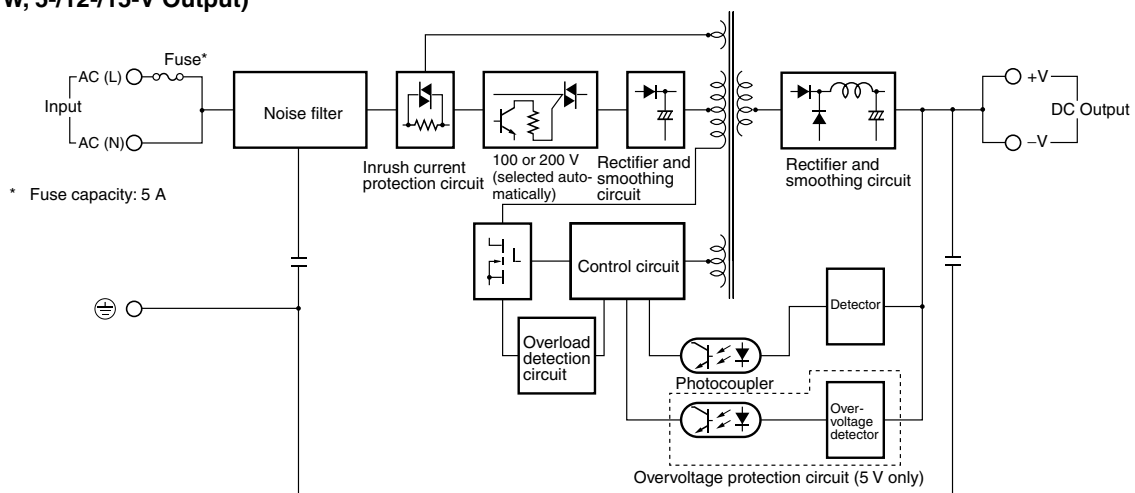 W, 5-/12-/15-V Output)
AC (L)
Fuse*
Input
AC (N)
* Fuse capacity: 5 A
Noise filter
Inrush current
protection circuit
100 or 200 V
(selected auto-
matically)
Rectifier and
smoothing
circuit
Rectifier and
smoothing circuit
+V
DC Output
–V
L
Control circuit
Overload
detection
circuit
Detector
Photocoupler
Over-
voltage
detector
Overvoltage protection circuit (5 V only)